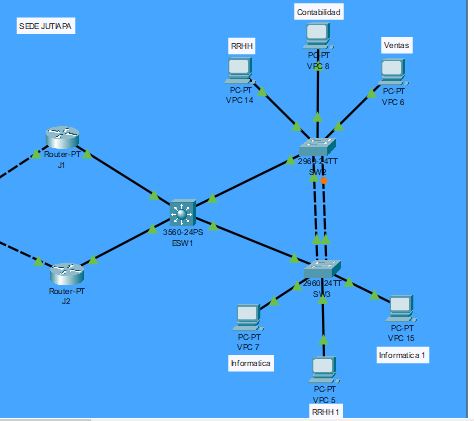 SEDE JUTIAPA
Contabilidad
PC-PT
VPC 8
RRHH
PC-PT
VPC 14
Ventas
PC-PT
VPC 6
Router-PT
J1
2960-24TT
SW2
3560-24PS
ESW1
Router-PT
J2
2960-24TT
SW3
PC-PT
VPC 7
Informatica
PC-PT
VPC 15
Informatica 1
PC-PT
VPC 5
RRHH 1